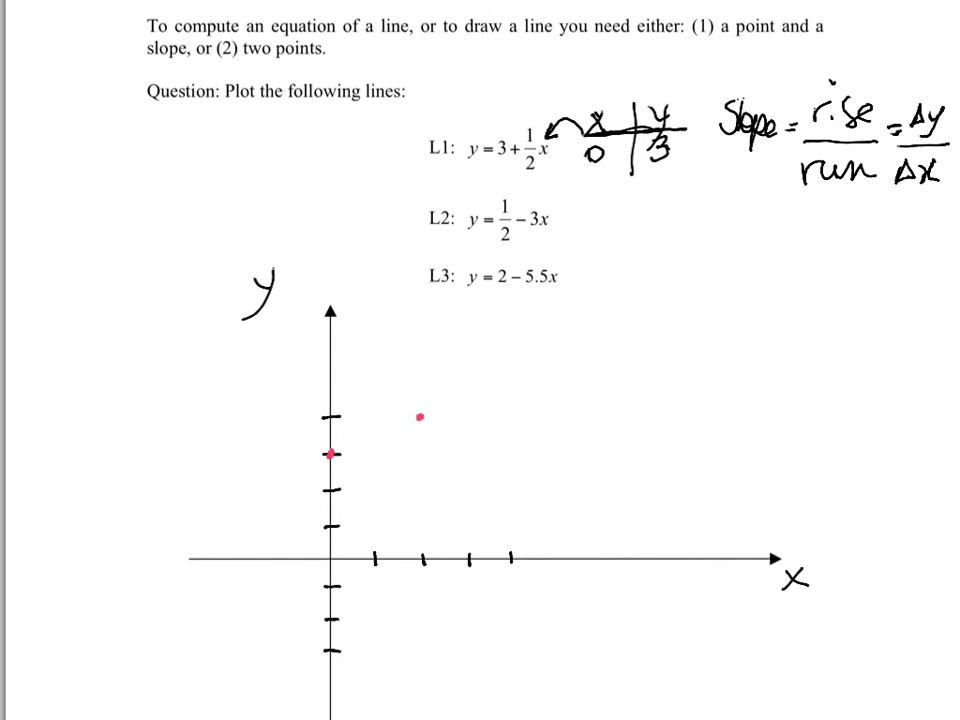 To compute an equation of a line, or to draw a line you need either: (1) a point and a
slope, or (2) two points.
Question: Plot the following lines:
L1: y = 3 + 1/2 x
x | y
0 | 3
Slope = rise/run = Δy/Δx
L2: y = 1/2 − 3x
L3: y = 2 − 5.5x
y
x